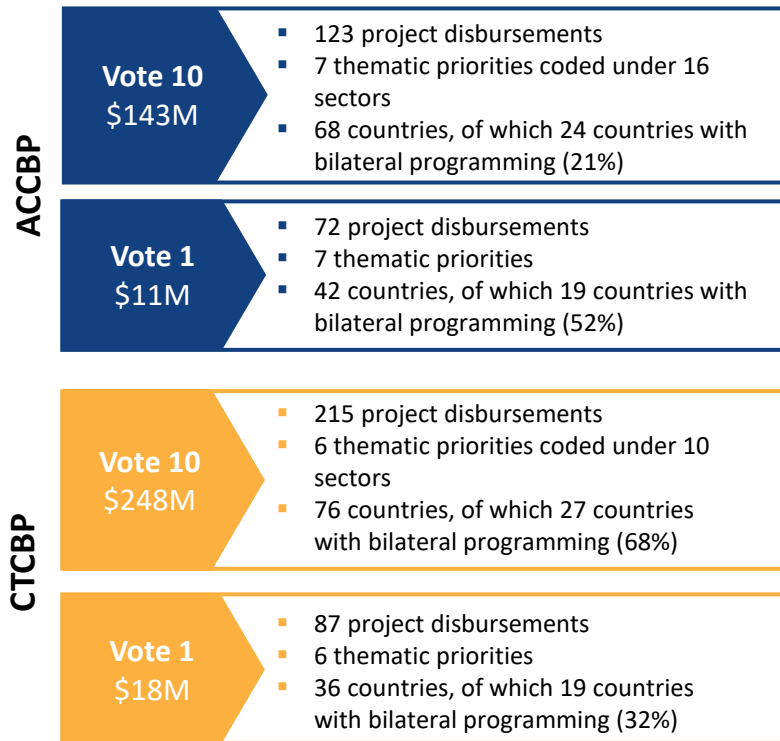 ACCBP
Vote 10
$143M
▪ 123 project disbursements
▪ 7 thematic priorities coded under 16
sectors
▪ 68 countries, of which 24 countries with
bilateral programming (21%)
Vote 1
$11M
▪ 72 project disbursements
▪ 7 thematic priorities
▪ 42 countries, of which 19 countries with
bilateral programming (52%)
CTCBP
Vote 10
$248M
▪ 215 project disbursements
▪ 6 thematic priorities coded under 10
sectors
▪ 76 countries, of which 27 countries
with bilateral programming (68%)
Vote 1
$18M
▪ 87 project disbursements
▪ 6 thematic priorities
▪ 36 countries, of which 19 countries
with bilateral programming (32%)